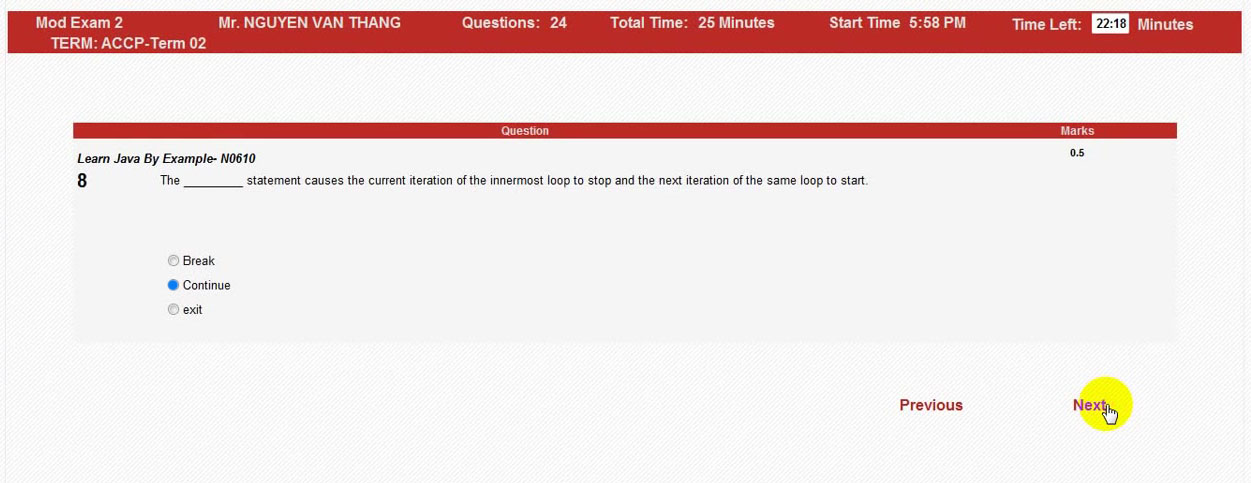 Mod Exam 2 Mr. NGUYEN VAN THANG Questions: 24 Total Time: 25 Minutes Start Time 5:58 PM Time Left: 22:18 Minutes
TERM: ACCP-Term 02
Question Marks
Learn Java By Example- N0610 0.5
8 The _________ statement causes the current iteration of the innermost loop to stop and the next iteration of the same loop to start.
Break
Continue
exit
Previous Next